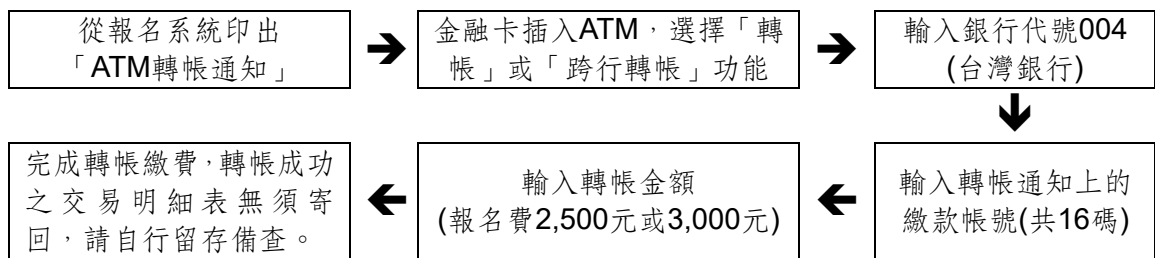 從報名系統印出
「ATM轉帳通知」
金融卡插入ATM，選擇「轉
帳」或「跨行轉帳」功能
輸入銀行代號004
(台灣銀行)
輸入轉帳通知上的
繳款帳號(共16碼)
輸入轉帳金額
(報名費2,500元或3,000元)
完成轉帳繳費，轉帳成功
之交易明細表無須寄
回，請自行留存備查。